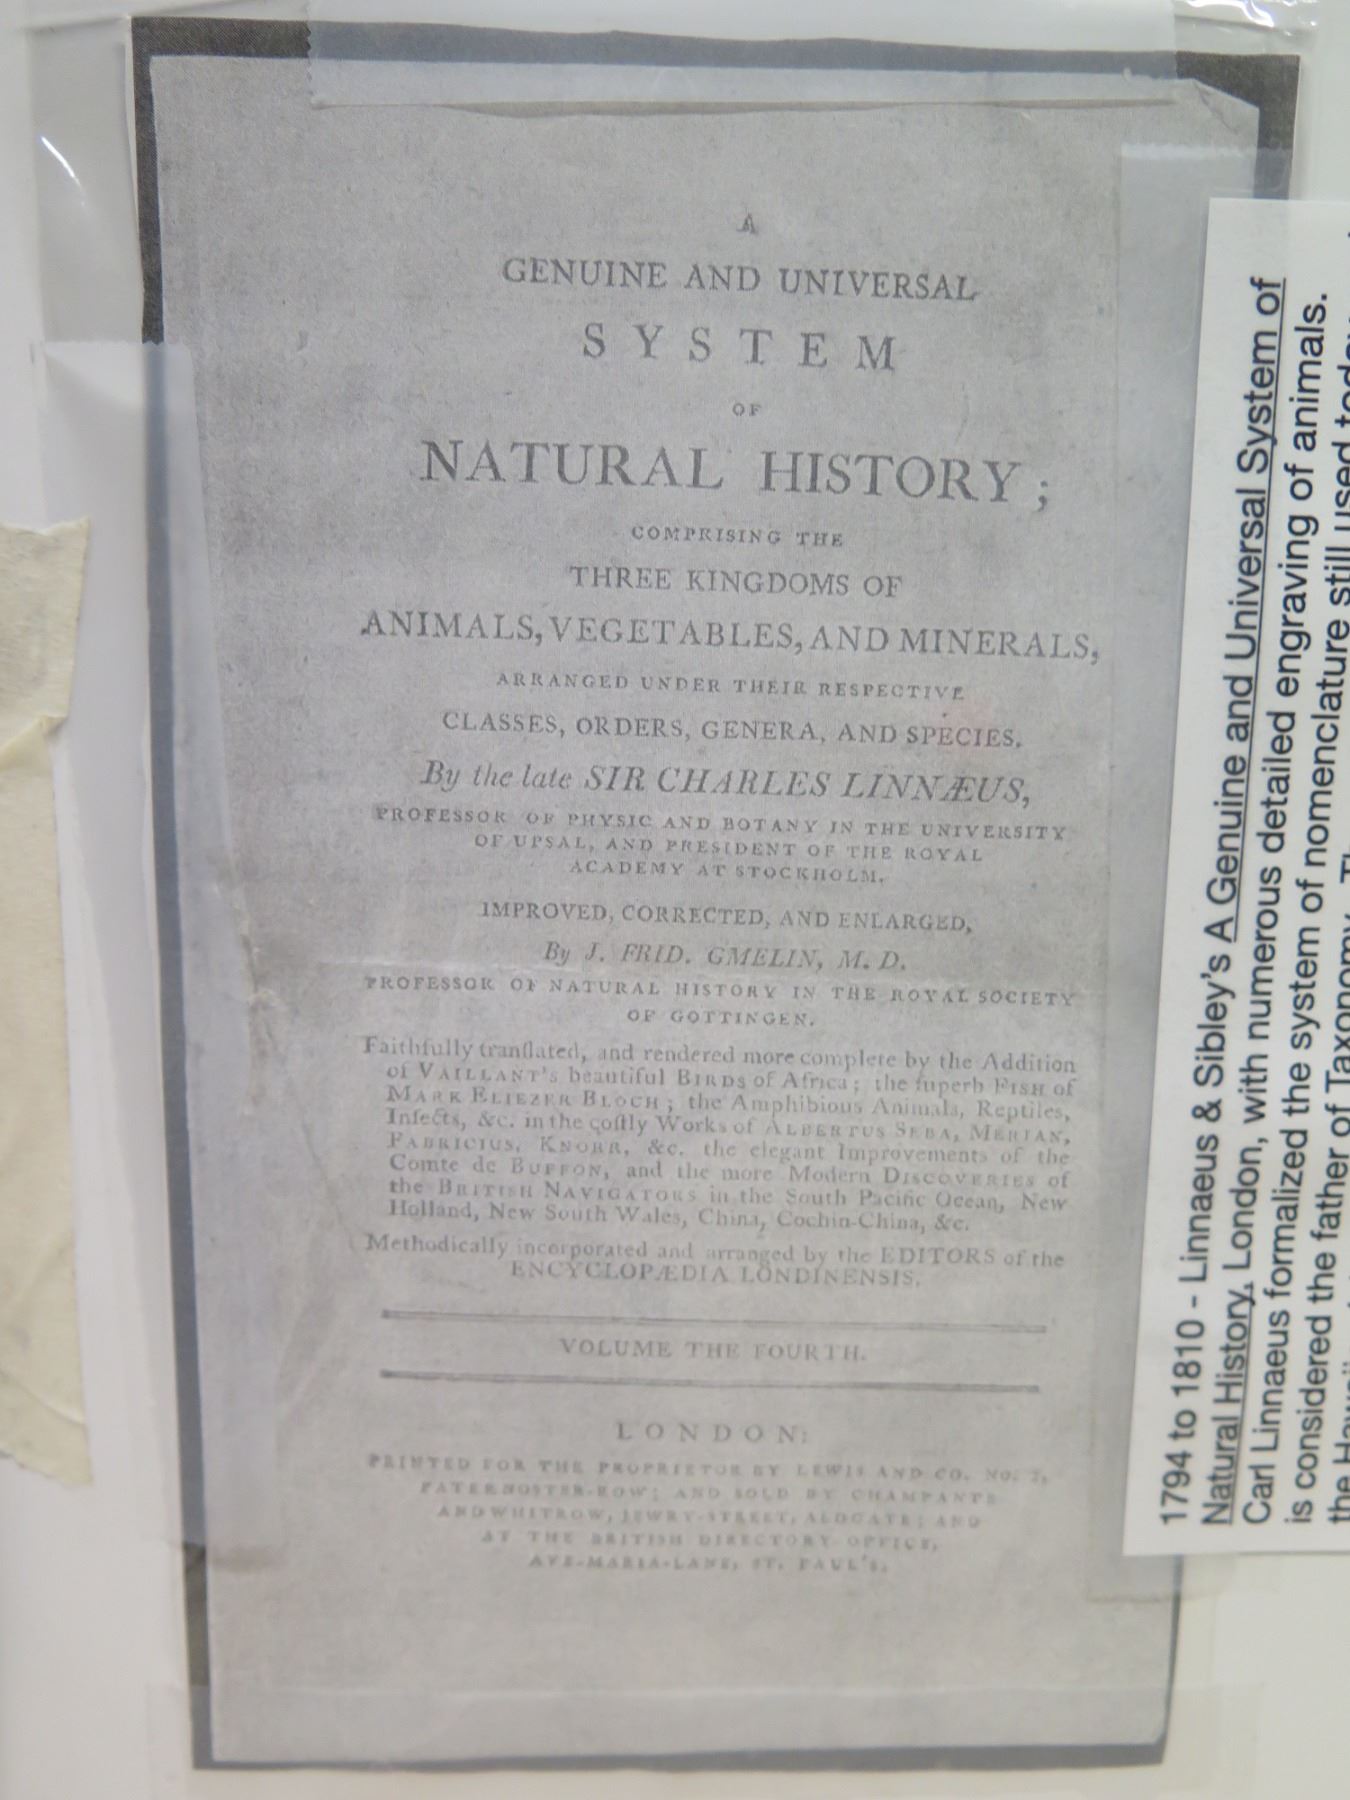 A
GENUINE AND UNIVERSAL
SYSTEM
OF
NATURAL HISTORY;
COMPRISING THE
THREE KINGDOMS OF
ANIMALS, VEGETABLES, AND MINERALS,
ARRANGED UNDER THEIR RESPECTIVE
CLASSES, ORDERS, GENERA, AND SPECIES.
By the late SIR CHARLES LINNÆUS,
PROFESSOR OF PHYSIC AND BOTANY IN THE UNIVERSITY
OF UPSAL, AND PRESIDENT OF THE ROYAL
ACADEMY AT STOCKHOLM.
IMPROVED, CORRECTED, AND ENLARGED,
By J. FRID. GMELIN, M. D.
PROFESSOR OF NATURAL HISTORY IN THE ROYAL SOCIETY
OF GOTTINGEN.
Faithfully tranſlated, and rendered more complete by the Addition
of VAILLANT's beautiful BIRDS of Africa; the ſuperb FISH of
MARK ELIEZER BLOCH; the Amphibious Animals, Reptiles,
Inſects, &c. in the coſtly Works of ALBERTUS SEBA, MERIAN,
FABRICIUS, KNORR, &c. the elegant Improvements of the
Comte de BUFFON, and the more Modern DISCOVERIES of
the BRITISH NAVIGATORS in the South Pacific Ocean, New
Holland, New South Wales, China, Cochin-China, &c.
Methodically incorporated and arranged by the EDITORS of the
ENCYCLOPÆDIA LONDINENSIS.
VOLUME THE FOURTH.
LONDON:
PRINTED FOR THE PROPRIETOR BY LEWIS AND CO. NO. 2,
PATERNOSTER-ROW; AND SOLD BY CHAMPANTE
AND WHITROW, JEWRY-STREET, ALDGATE; AND
AT THE BRITISH DIRECTORY OFFICE,
AVE-MARIA-LANE, ST. PAUL's.
1794 to 1810 - Linnaeus & Sibley's A Genuine and Universal System of
Natural History, London, with numerous detailed engraving of animals.
Carl Linnaeus formalized the system of nomenclature still used today
is considered the father of Taxonomy. Th
the